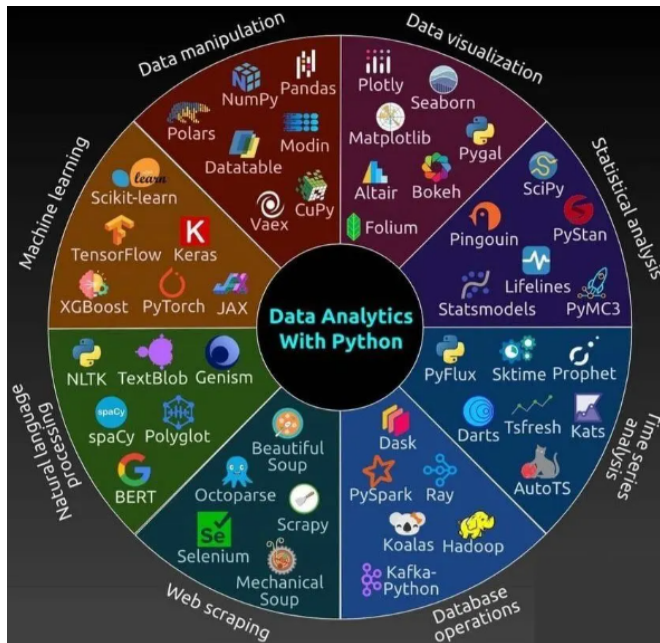 Data manipulation
Data visualization
Statistical analysis
Time series
analysis
Database
operations
Web scraping
Natural language
processing
Machine learning
Data Analytics
With Python
NumPy
Pandas
Polars
Modin
Datatable
CuPy
Vaex
Plotly
Seaborn
Matplotlib
Pygal
Altair
Bokeh
Folium
SciPy
PyStan
Pingouin
Lifelines
Statsmodels
PyMC3
PyFlux
Sktime
Prophet
Darts
Tsfresh
Kats
AutoTS
Dask
PySpark
Ray
Koalas
Hadoop
Kafka-
Python
Beautiful
Soup
Octoparse
Scrapy
Se
Selenium
Mechanical
Soup
NLTK
TextBlob
Genism
spaCy
spaCy
Polyglot
G
BERT
learn
Scikit-learn
TensorFlow
K
Keras
XGBoost
PyTorch
JAX